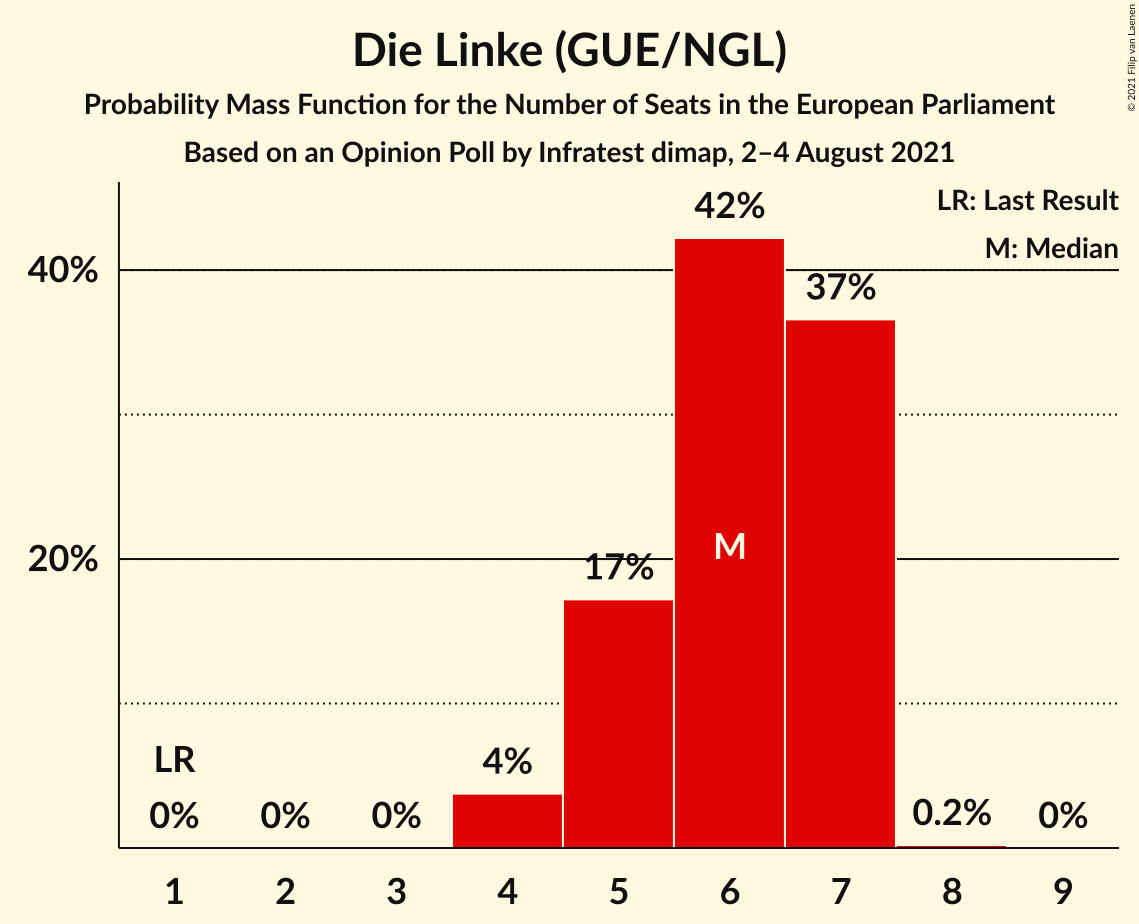 Die Linke (GUE/NGL)
Probability Mass Function for the Number of Seats in the European Parliament
Based on an Opinion Poll by Infratest dimap, 2–4 August 2021
© 2021 Filip van Laenen
LR: Last Result
M: Median
40%
20%
LR
0%
0%
0%
4%
17%
42%
M
37%
0.2%
0%
1 2 3 4 5 6 7 8 9